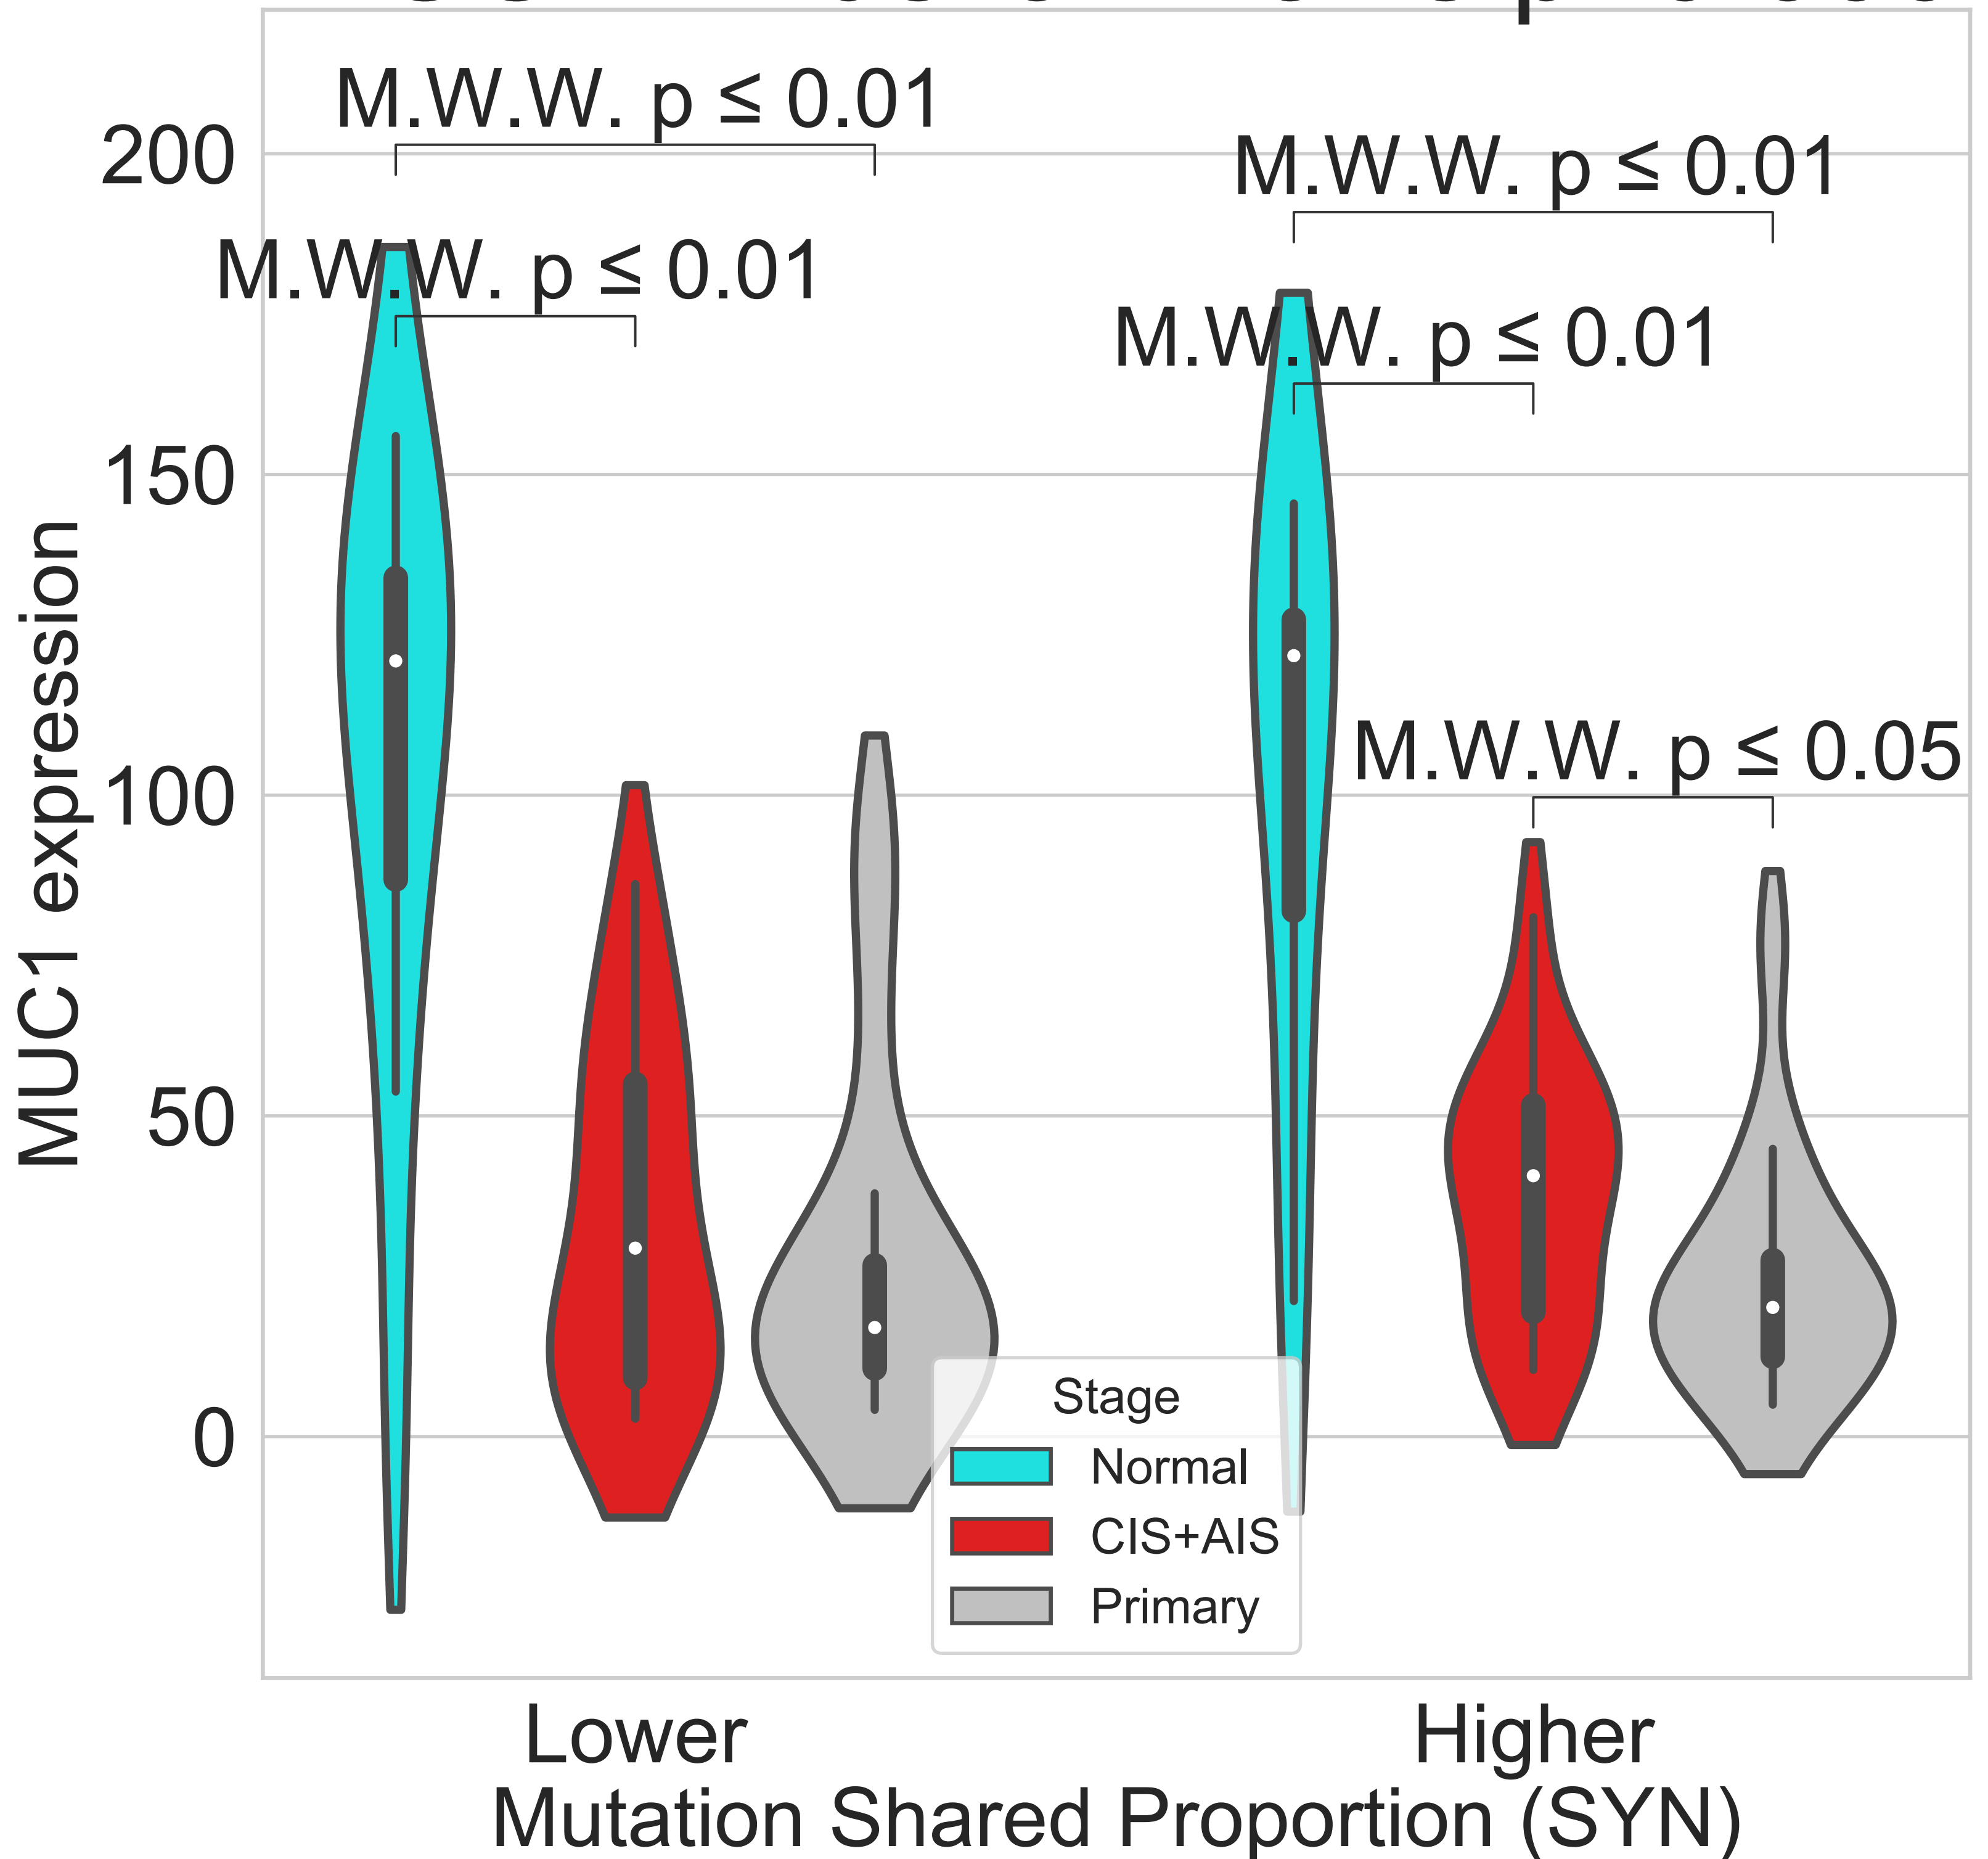 M.W.W. p ≤ 0.01
M.W.W. p ≤ 0.01
M.W.W. p ≤ 0.01
M.W.W. p ≤ 0.01
M.W.W. p ≤ 0.05
200
150
100
50
0
MUC1 expression
Stage
Normal
CIS+AIS
Primary
Lower
Higher
Mutation Shared Proportion (SYN)